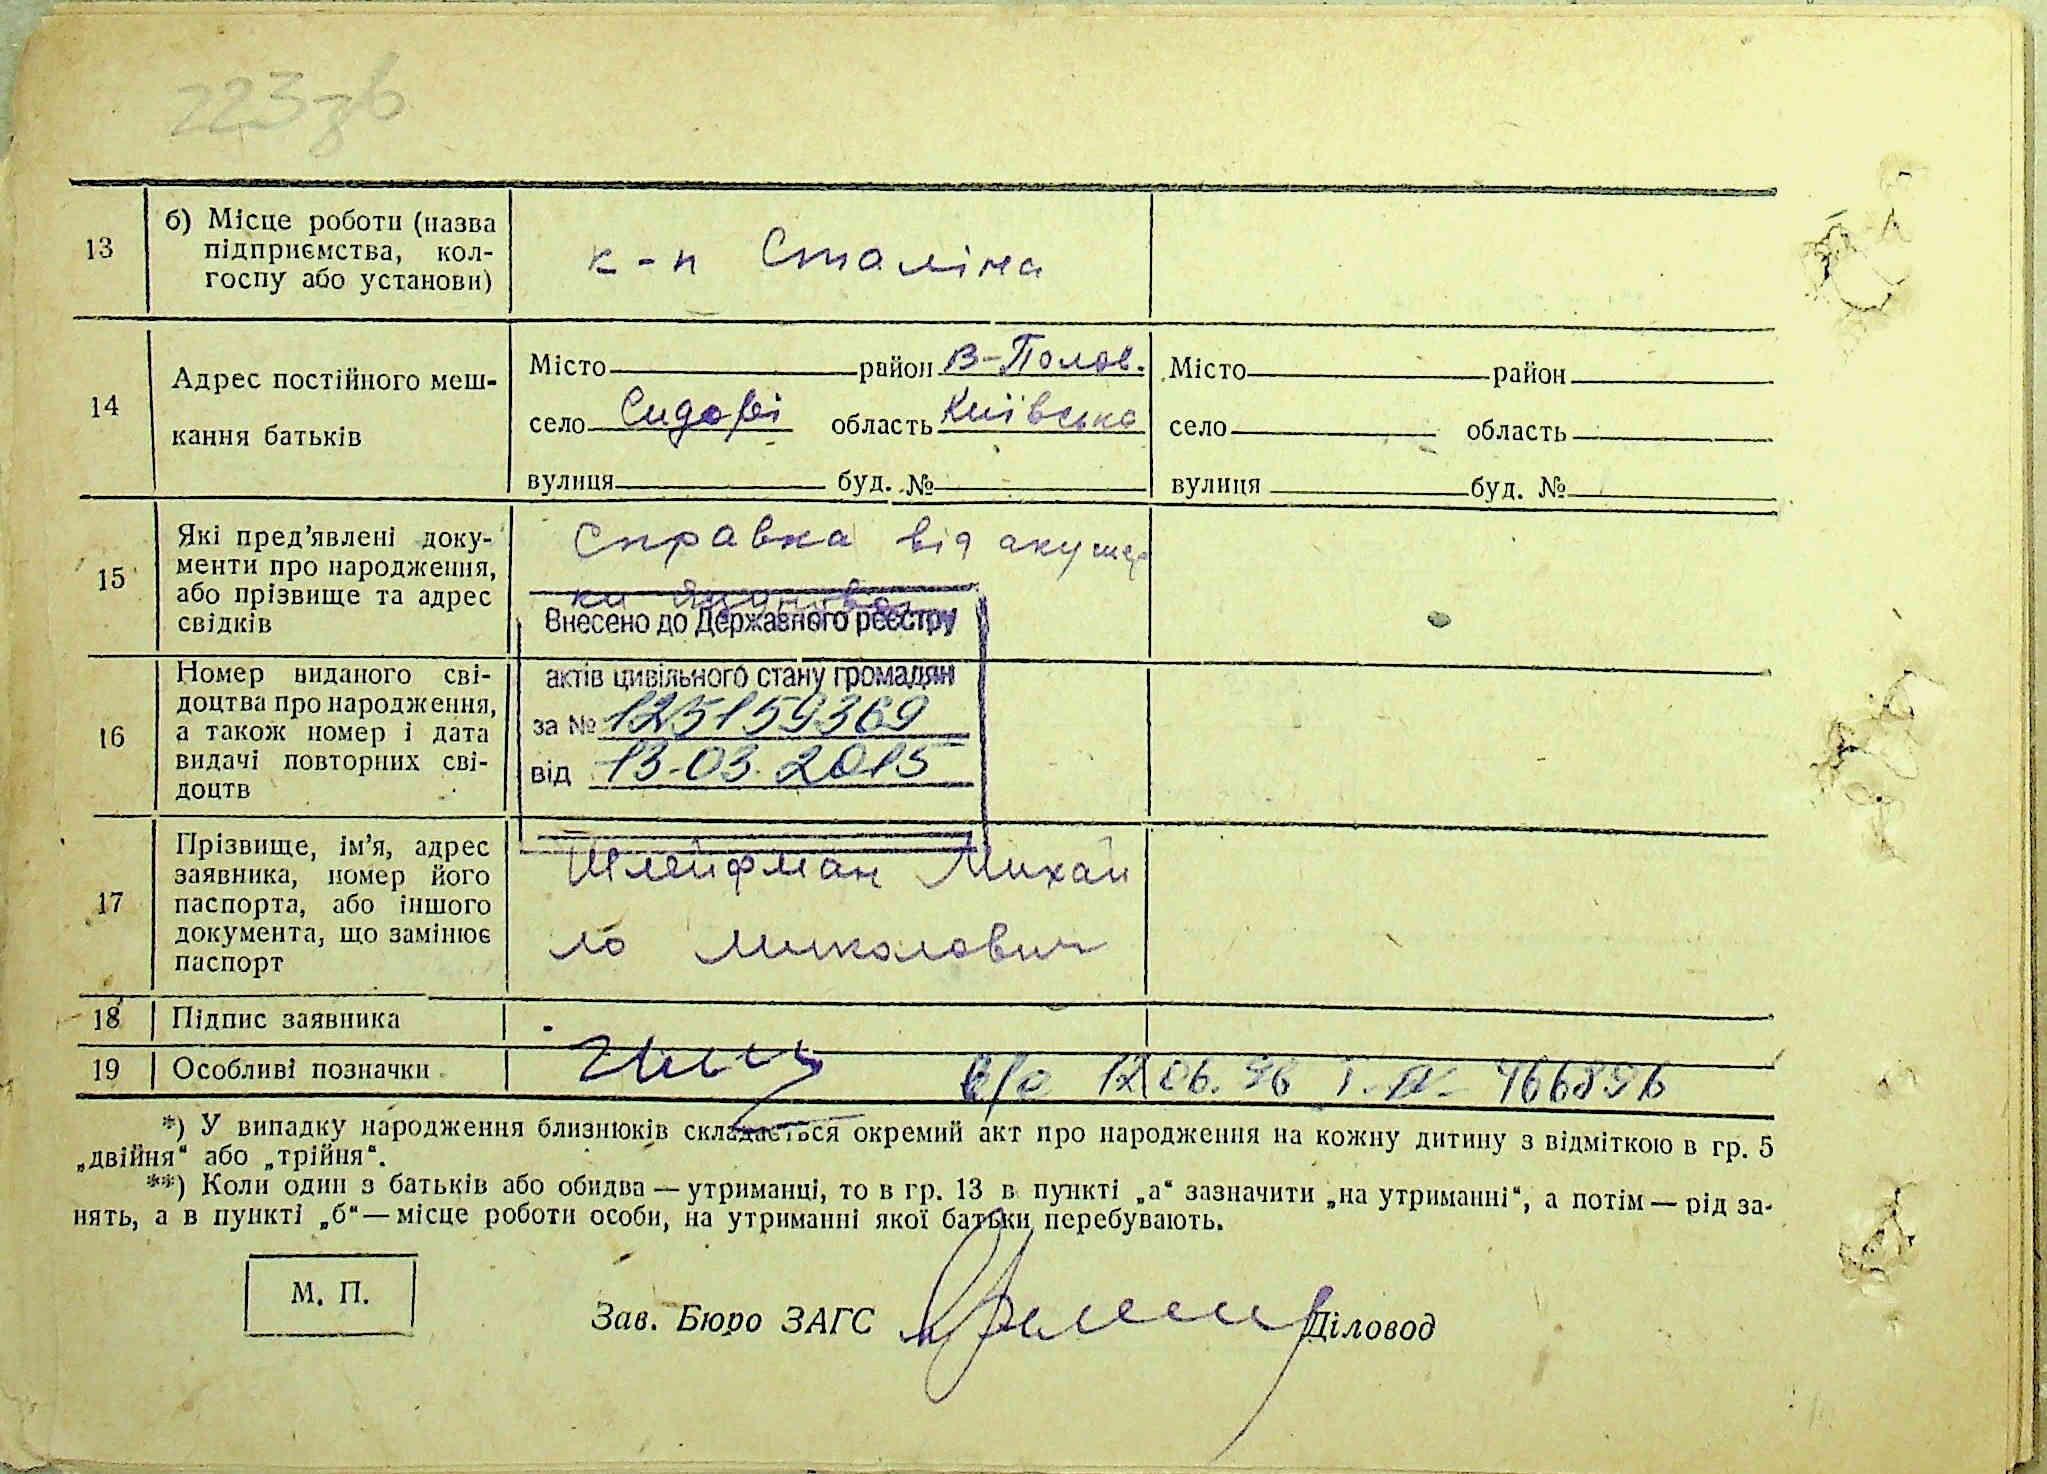 223зв
13 б) Місце роботи (назва
підприємства, кол-
госпу або установи)
к-п Сталіна
14 Адрес постійного меш-
кання батьків
Місто район В-Полов.
село Сидорі область Київська
вулиця буд. №
Місто район
село область
вулиця буд. №
15 Які пред’явлені доку-
менти про народження,
або прізвище та адрес
свідків
Справка від акушер
ки
Внесено до Державного реєстру
актів цивільного стану громадян
за № 125159369
від 13-03.2015
16 Номер виданого сві-
доцтва про народження,
а також номер і дата
видачі повторних сві-
доцтв
17 Прізвище, ім’я, адрес
заявника, номер його
паспорта, або іншого
документа, що замінює
паспорт
Шлейфман Михай
ло Миколович
18 Підпис заявника
19 Особливі позначки
12 06. 96 466896
*) У випадку народження близнюків складається окремий акт про народження на кожну дитину з відміткою в гр. 5
„двійня“ або „трійня“.
**) Коли один з батьків або обидва — утриманці, то в гр. 13 в пункті „а“ зазначити „на утриманні“, а потім — рід за-
нять, а в пункті „б“ — місце роботи особи, на утриманні якої батьки перебувають.
М. П.
Зав. Бюро ЗАГС Діловод